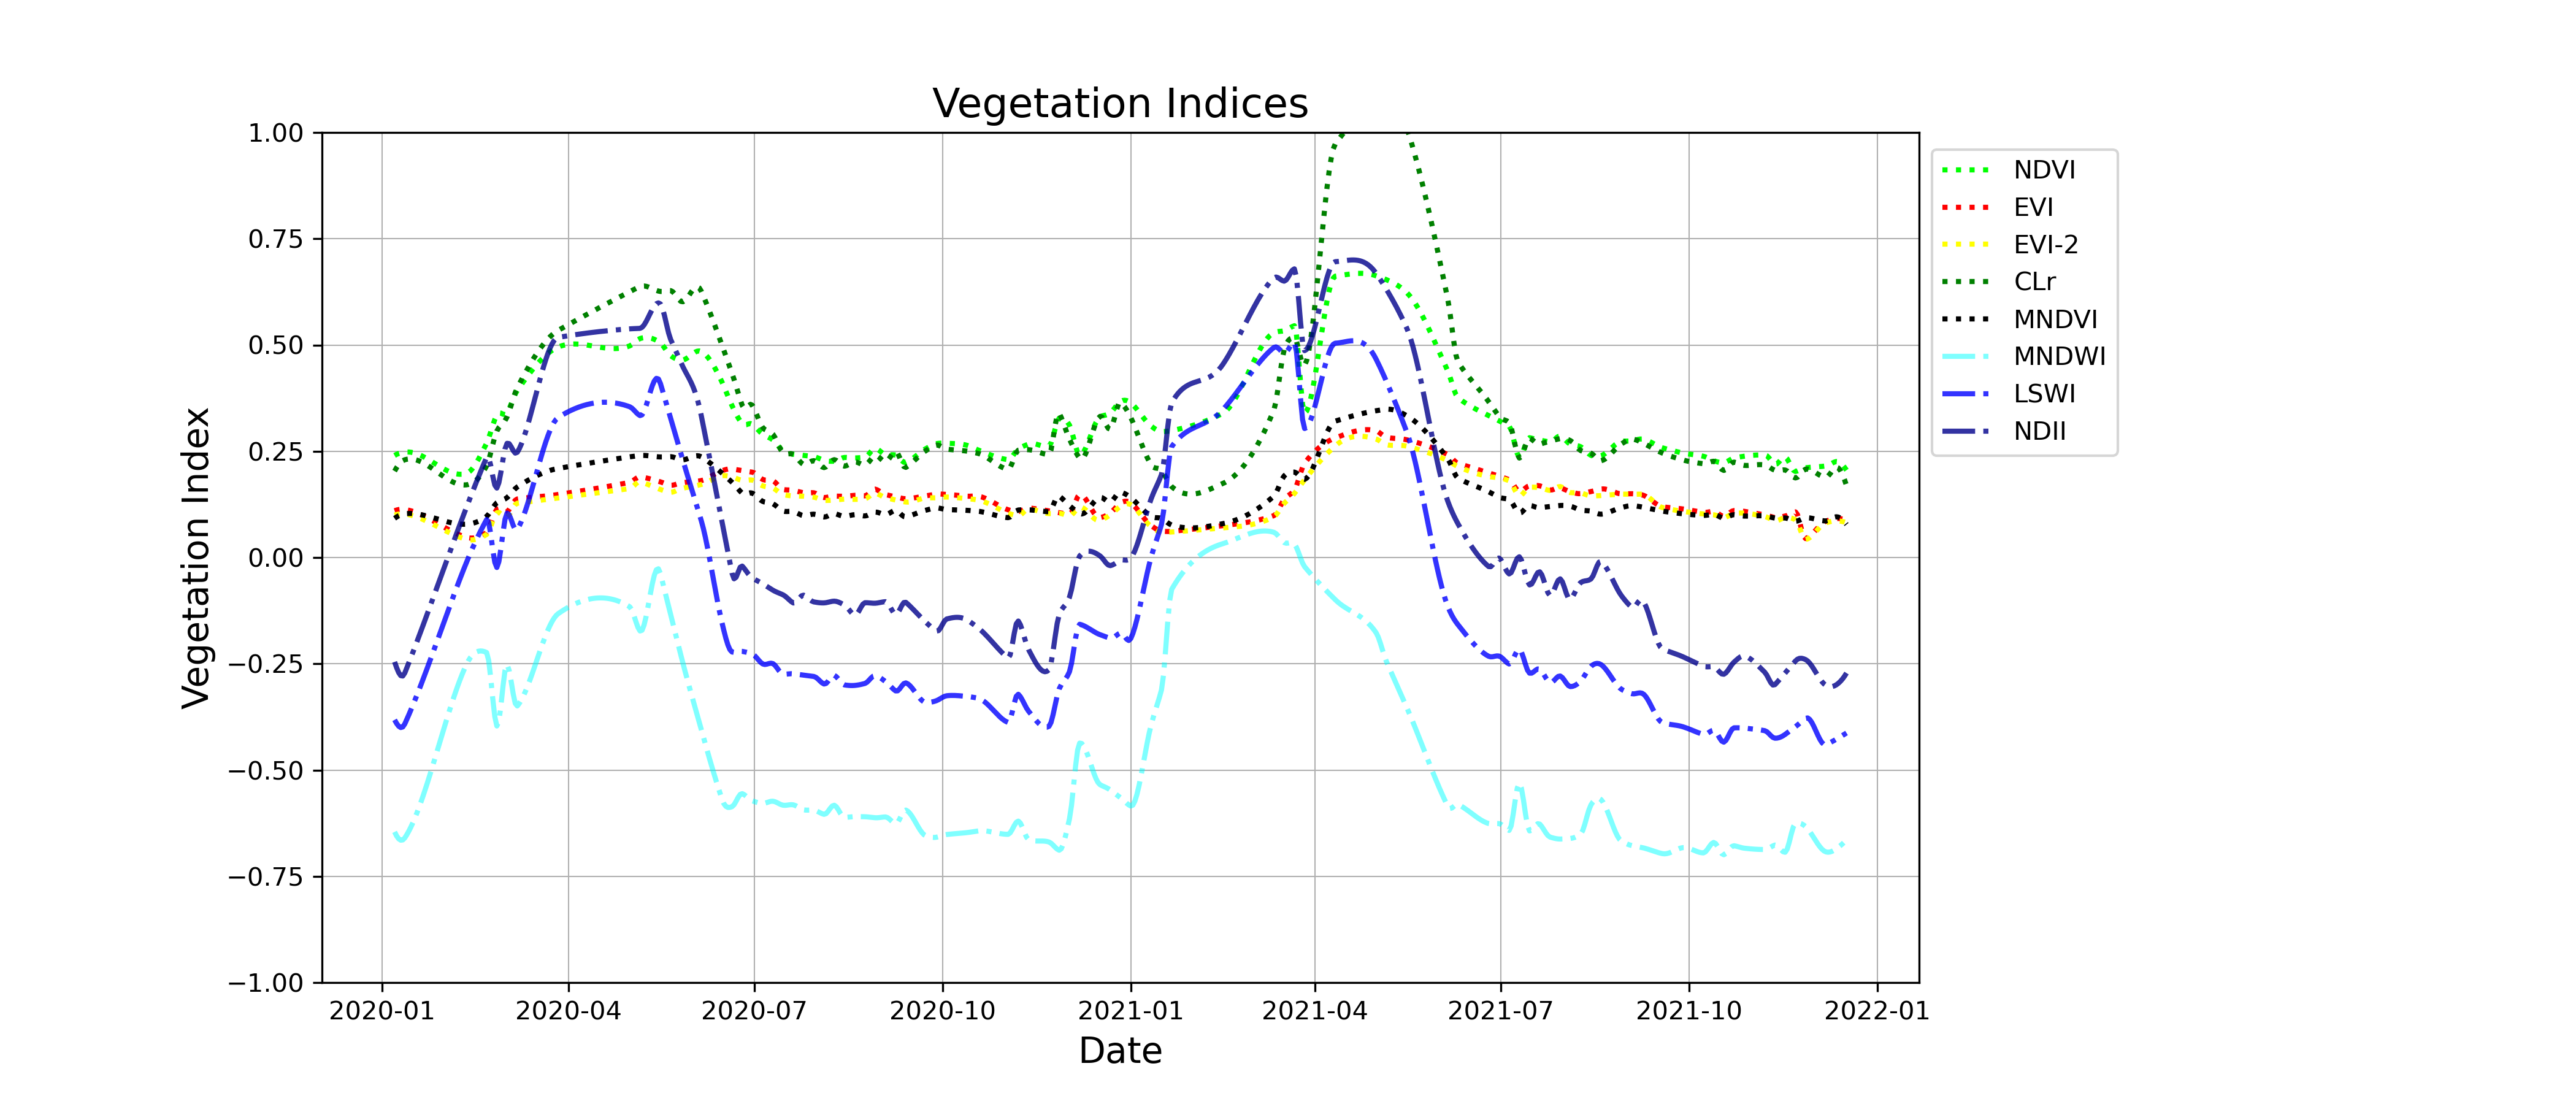 Vegetation Indices
1.00
0.75
0.50
0.25
0.00
−0.25
−0.50
−0.75
−1.00
Vegetation Index
2020-01
2020-04
2020-07
2020-10
2021-01
2021-04
2021-07
2021-10
2022-01
Date
NDVI
EVI
EVI-2
CLr
MNDVI
MNDWI
LSWI
NDII